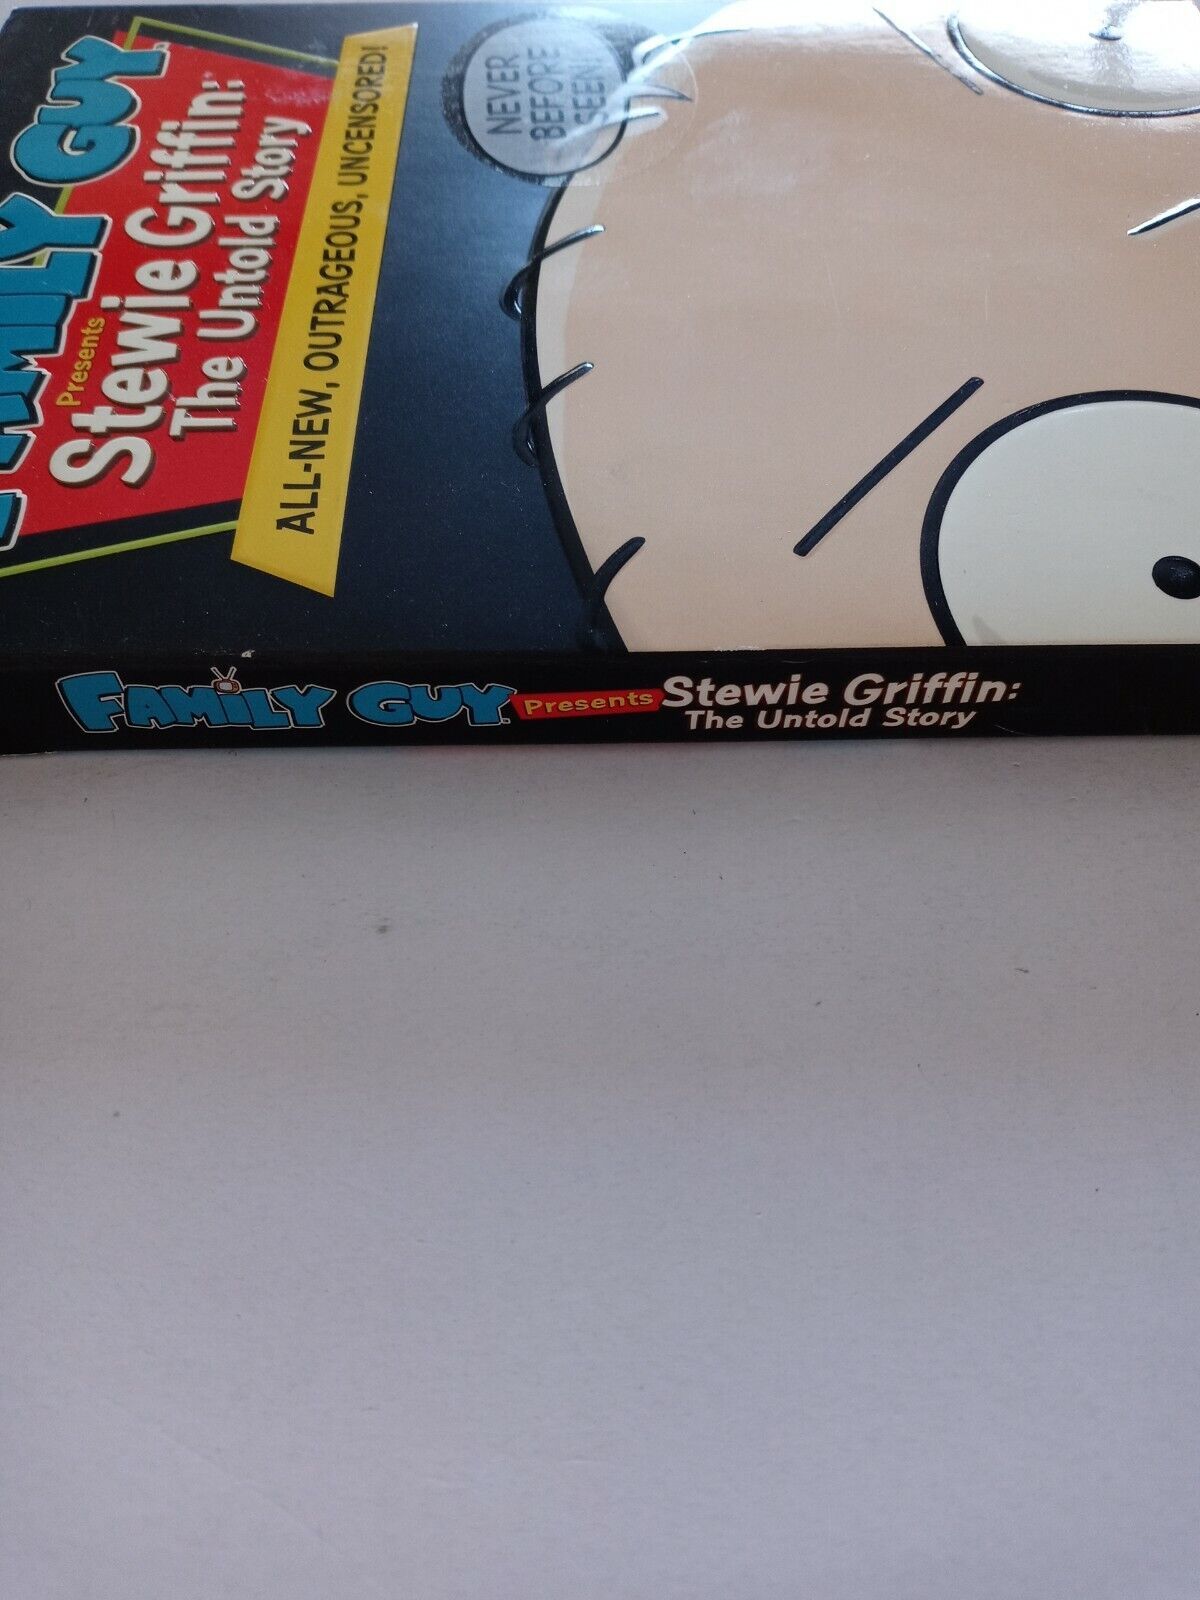 FAMILY GUY
Presents
Stewie Griffin:
The Untold Story
ALL-NEW, OUTRAGEOUS, UNCENSORED!
NEVER
BEFORE
SEEN
FAMILY GUY™ Presents Stewie Griffin:
The Untold Story